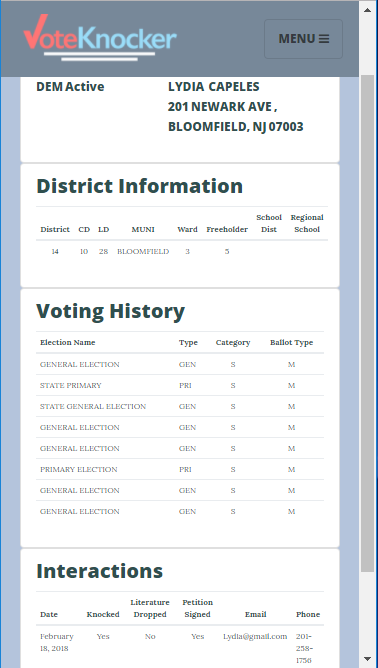 VoteKnocker
MENU ☰
DEM Active
LYDIA CAPELES
201 NEWARK AVE ,
BLOOMFIELD, NJ 07003
District Information
District CD LD MUNI Ward Freeholder School Dist Regional School
14 10 28 BLOOMFIELD 3 5
Voting History
Election Name Type Category Ballot Type
GENERAL ELECTION GEN S M
STATE PRIMARY PRI S M
STATE GENERAL ELECTION GEN S M
GENERAL ELECTION GEN S M
GENERAL ELECTION GEN S M
PRIMARY ELECTION PRI S M
GENERAL ELECTION GEN S M
GENERAL ELECTION GEN S M
Interactions
Date Knocked Literature Dropped Petition Signed Email Phone
February 18, 2018 Yes No Yes Lydia@gmatl.com 201-258-1756